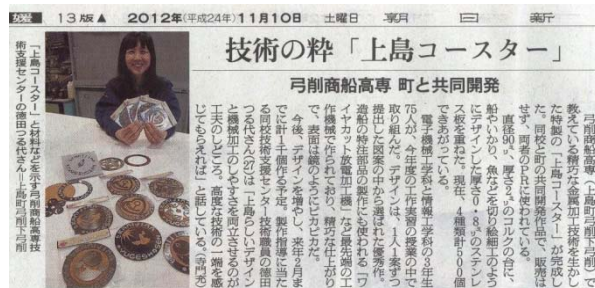 13版▲ 2012年(平成24年)11月10日 土曜日 朝日新
技術の粋「上島コースター」
弓削商船高専 町と共同開発
弓削商船高専(上島町弓削下弓削)で
教えている精巧な金属加工技術を生かし
た特製の「上島コースター」が完成し
た。同校と町の共同開発作品で、販売は
せず、両者のPRに使われている。
直径90㍉、厚さ2㍉のコルクの台に、
船やいかり、魚などを切り絵細工のよう
にデザインした厚さ0・8㍉のステンレ
ス板を重ねた。現在、4種類計500個
ができあがっている。
電子機械工学科と情報工学科の3年生
75人が、今年度の工作実習の授業の中で
取り組んだ。デザインは、1人1案ずつ
提出した図案の中から選ばれた優秀作。
造船の特殊部品の製作にも使われる「ワ
イヤカット放電加工機」など最先端の工
作機械で作られており、精巧な仕上がり
で、表面は鏡のようにピカピカだ。
今後、デザインを増やし、来年2月ま
でに計1千個作る予定。製作指導に当た
る同校技術支援センター技術職員の徳田
つる代さんは「上島らしいデザイン
と機械加工のしやすさを両立させるのが
工夫のしどころ。高度な技術の一端を感
じてもらえれば」と話している。(寺門充)
「上島コースター」と材料などを示す弓削商船高専技
術支援センターの徳田つる代さん=上島町弓削下弓削